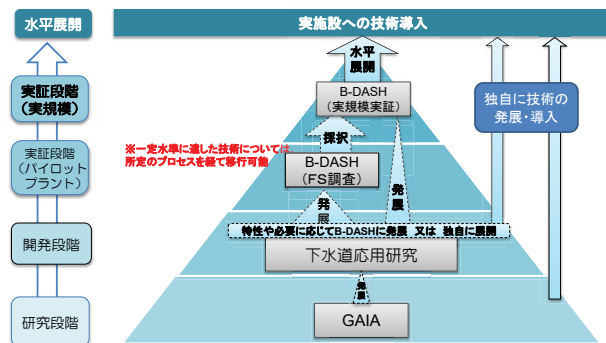 水平展開
実施設への技術導入
水平
展開
実証段階
（実規模）
B-DASH
（実規模実証）
独自に技術の
発展・導入
採択
※一定水準に達した技術については
所定のプロセスを経て移行可能
実証段階
（パイロット
プラント）
B-DASH
（FS調査）
発展
発展
特性や必要に応じてB-DASHに発展 又は 独自に展開
開発段階
下水道応用研究
発展
研究段階
GAIA